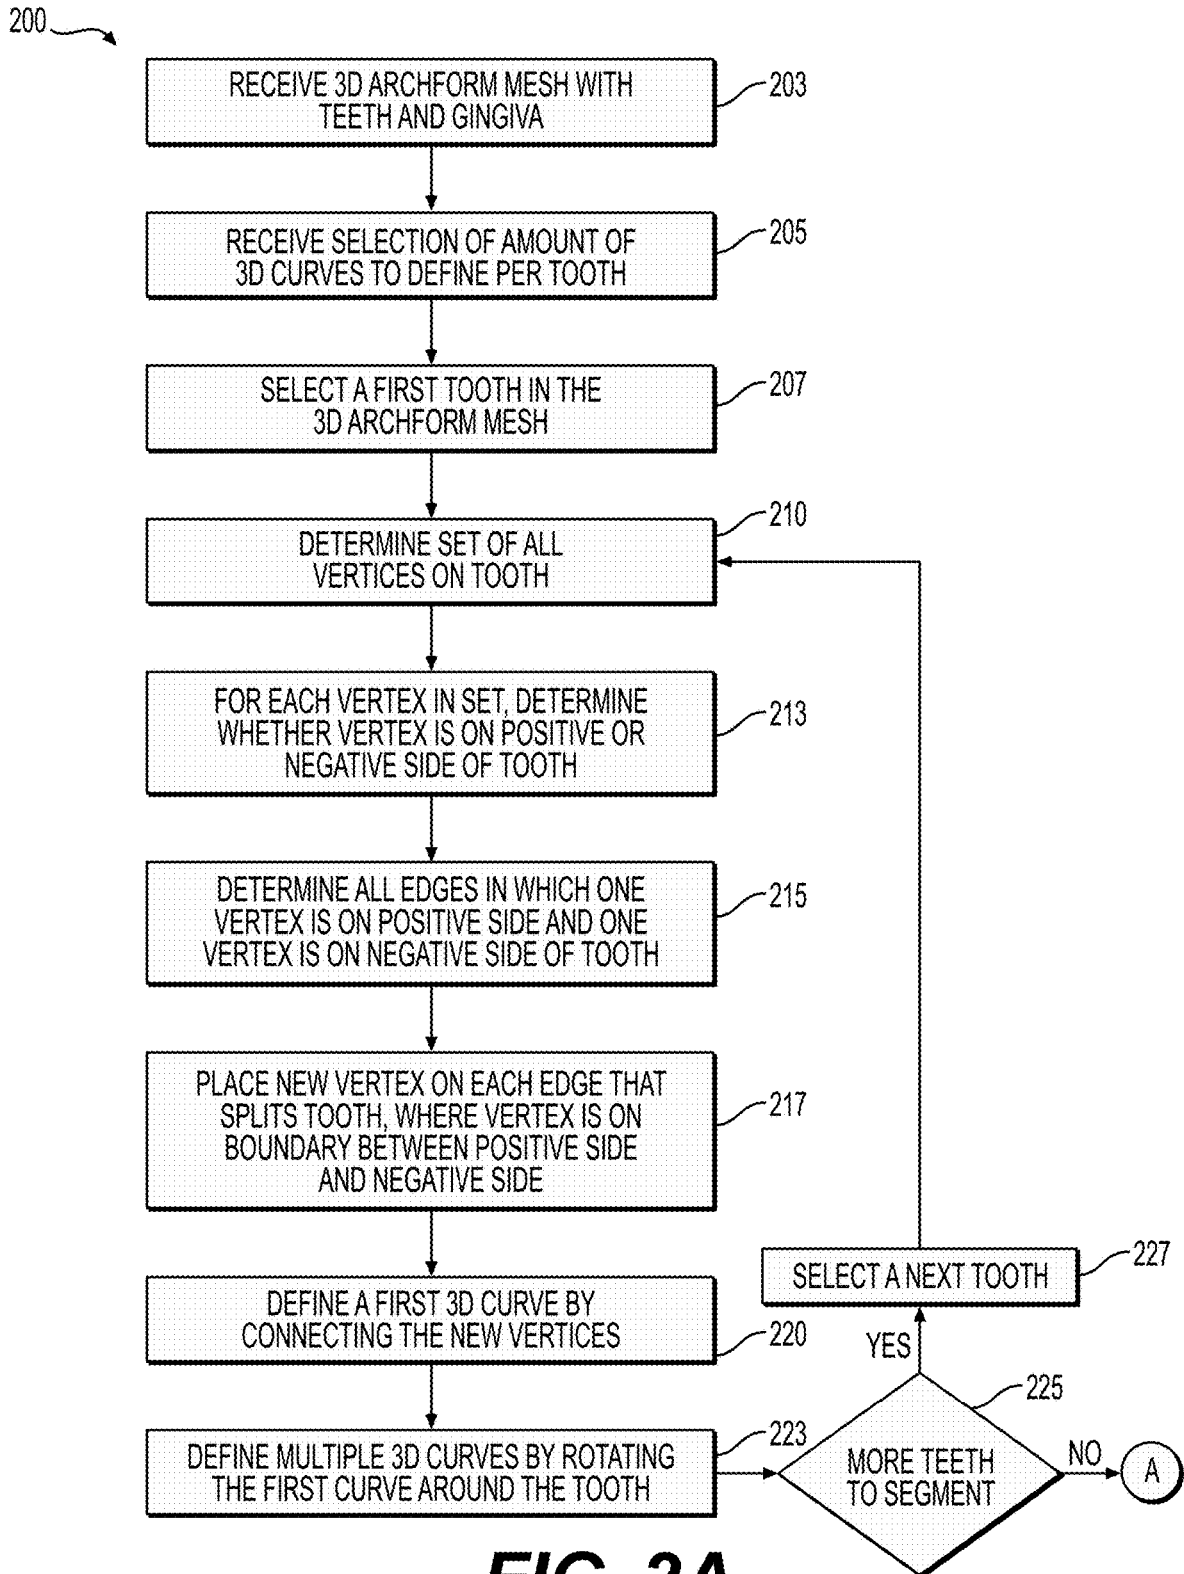 200
RECEIVE 3D ARCHFORM MESH WITH
TEETH AND GINGIVA
203
RECEIVE SELECTION OF AMOUNT OF
3D CURVES TO DEFINE PER TOOTH
205
SELECT A FIRST TOOTH IN THE
3D ARCHFORM MESH
207
DETERMINE SET OF ALL
VERTICES ON TOOTH
210
FOR EACH VERTEX IN SET, DETERMINE
WHETHER VERTEX IS ON POSITIVE OR
NEGATIVE SIDE OF TOOTH
213
DETERMINE ALL EDGES IN WHICH ONE
VERTEX IS ON POSITIVE SIDE AND ONE
VERTEX IS ON NEGATIVE SIDE OF TOOTH
215
PLACE NEW VERTEX ON EACH EDGE THAT
SPLITS TOOTH, WHERE VERTEX IS ON
BOUNDARY BETWEEN POSITIVE SIDE
AND NEGATIVE SIDE
217
DEFINE A FIRST 3D CURVE BY
CONNECTING THE NEW VERTICES
220
DEFINE MULTIPLE 3D CURVES BY ROTATING
THE FIRST CURVE AROUND THE TOOTH
223
MORE TEETH
TO SEGMENT
225
YES
NO
A
SELECT A NEXT TOOTH
227